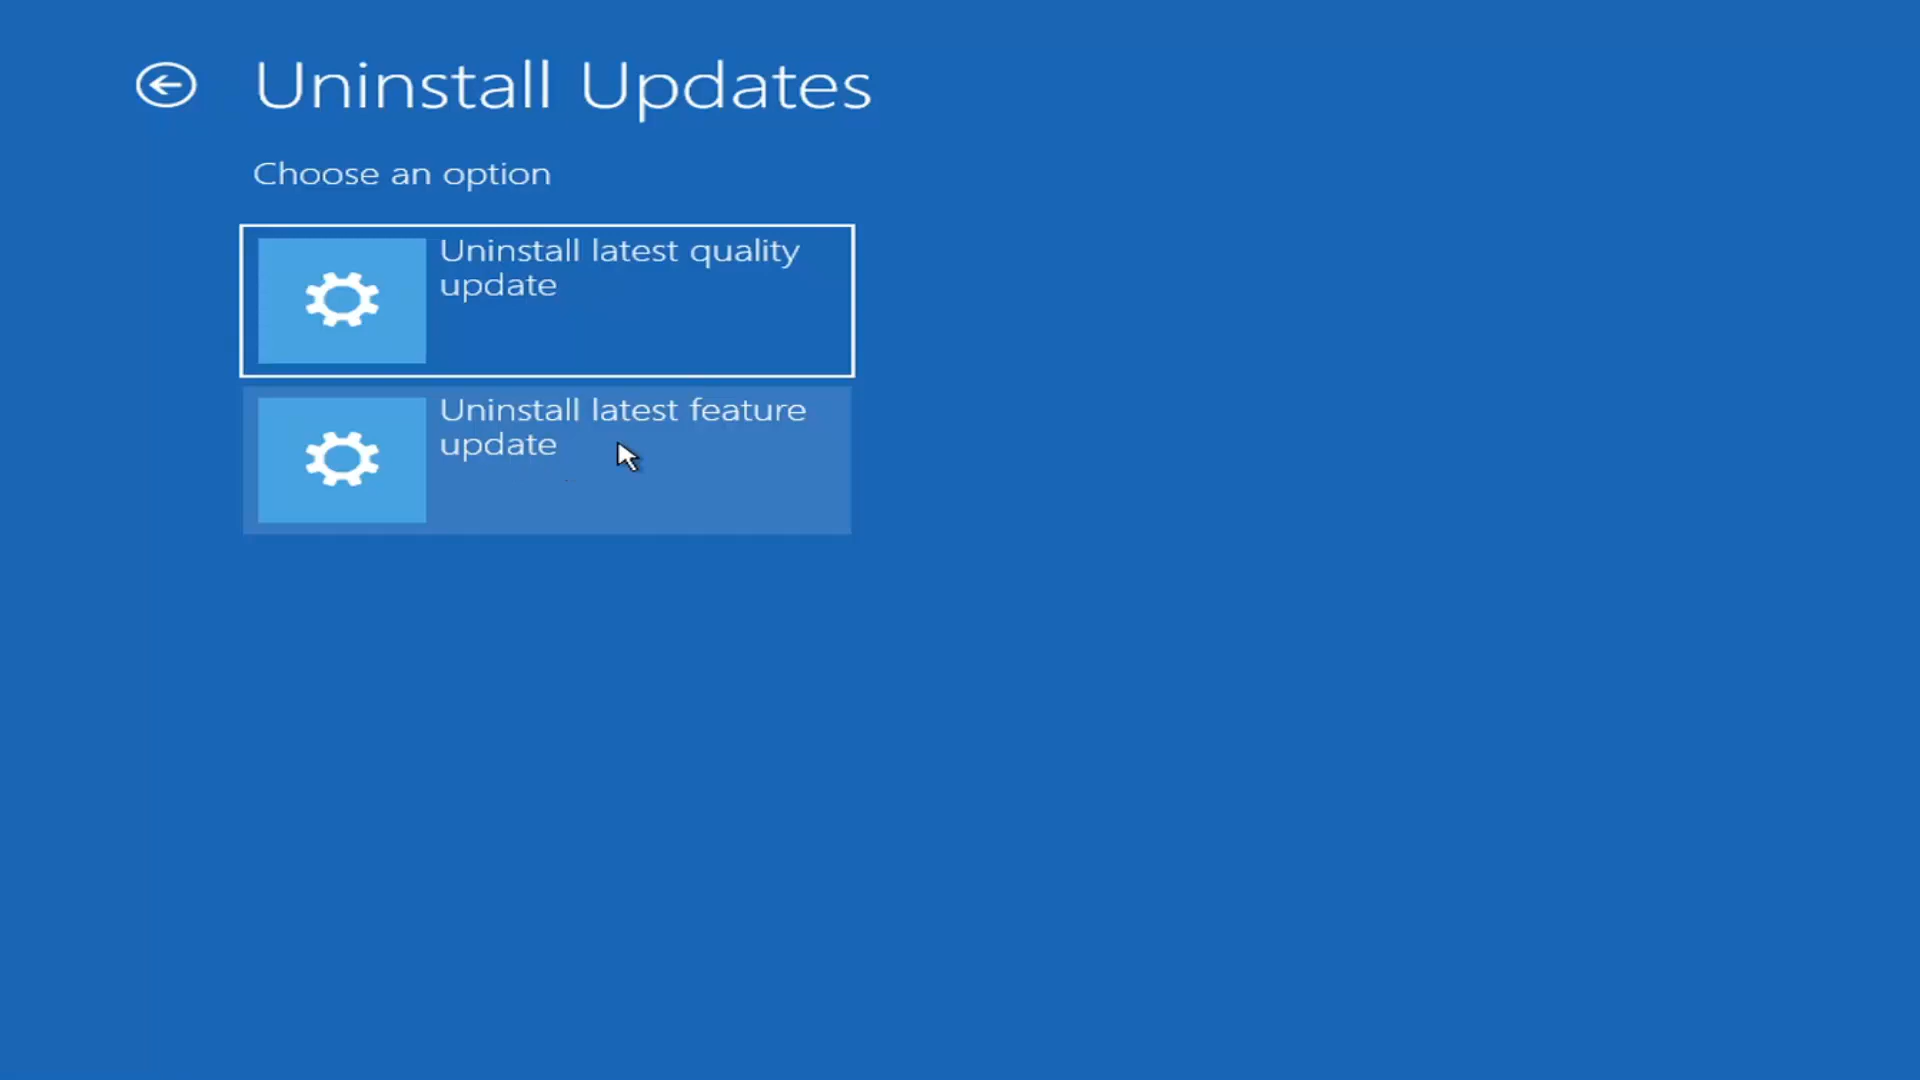 Uninstall Updates
Choose an option
Uninstall latest quality
update
Uninstall latest feature
update